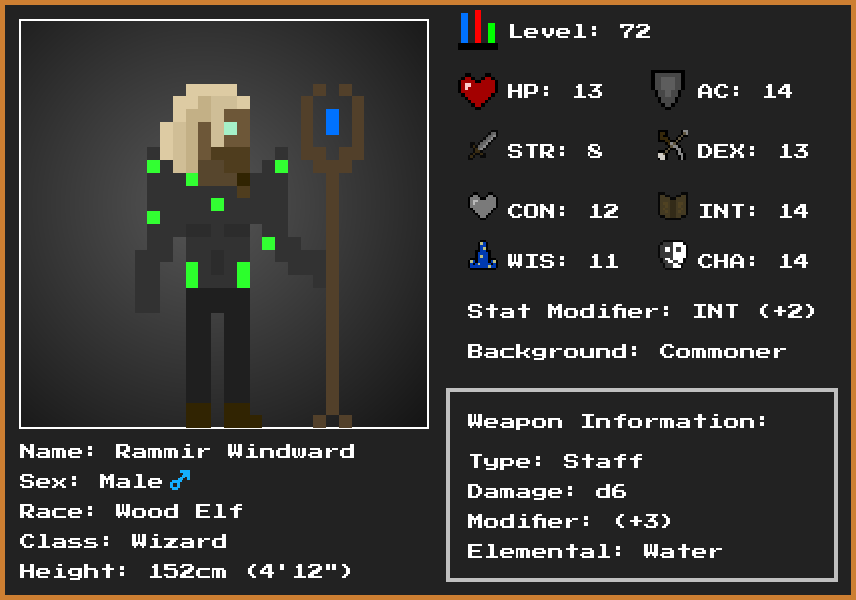 Level: 72
HP: 13
AC: 14
STR: 8
DEX: 13
CON: 12
INT: 14
WIS: 11
CHA: 14
Stat Modifier: INT (+2)
Background: Commoner
Weapon Information:
Type: Staff
Damage: d6
Modifier: (+3)
Elemental: Water
Name: Rammir Windward
Sex: Male♂
Race: Wood Elf
Class: Wizard
Height: 152cm (4'12")